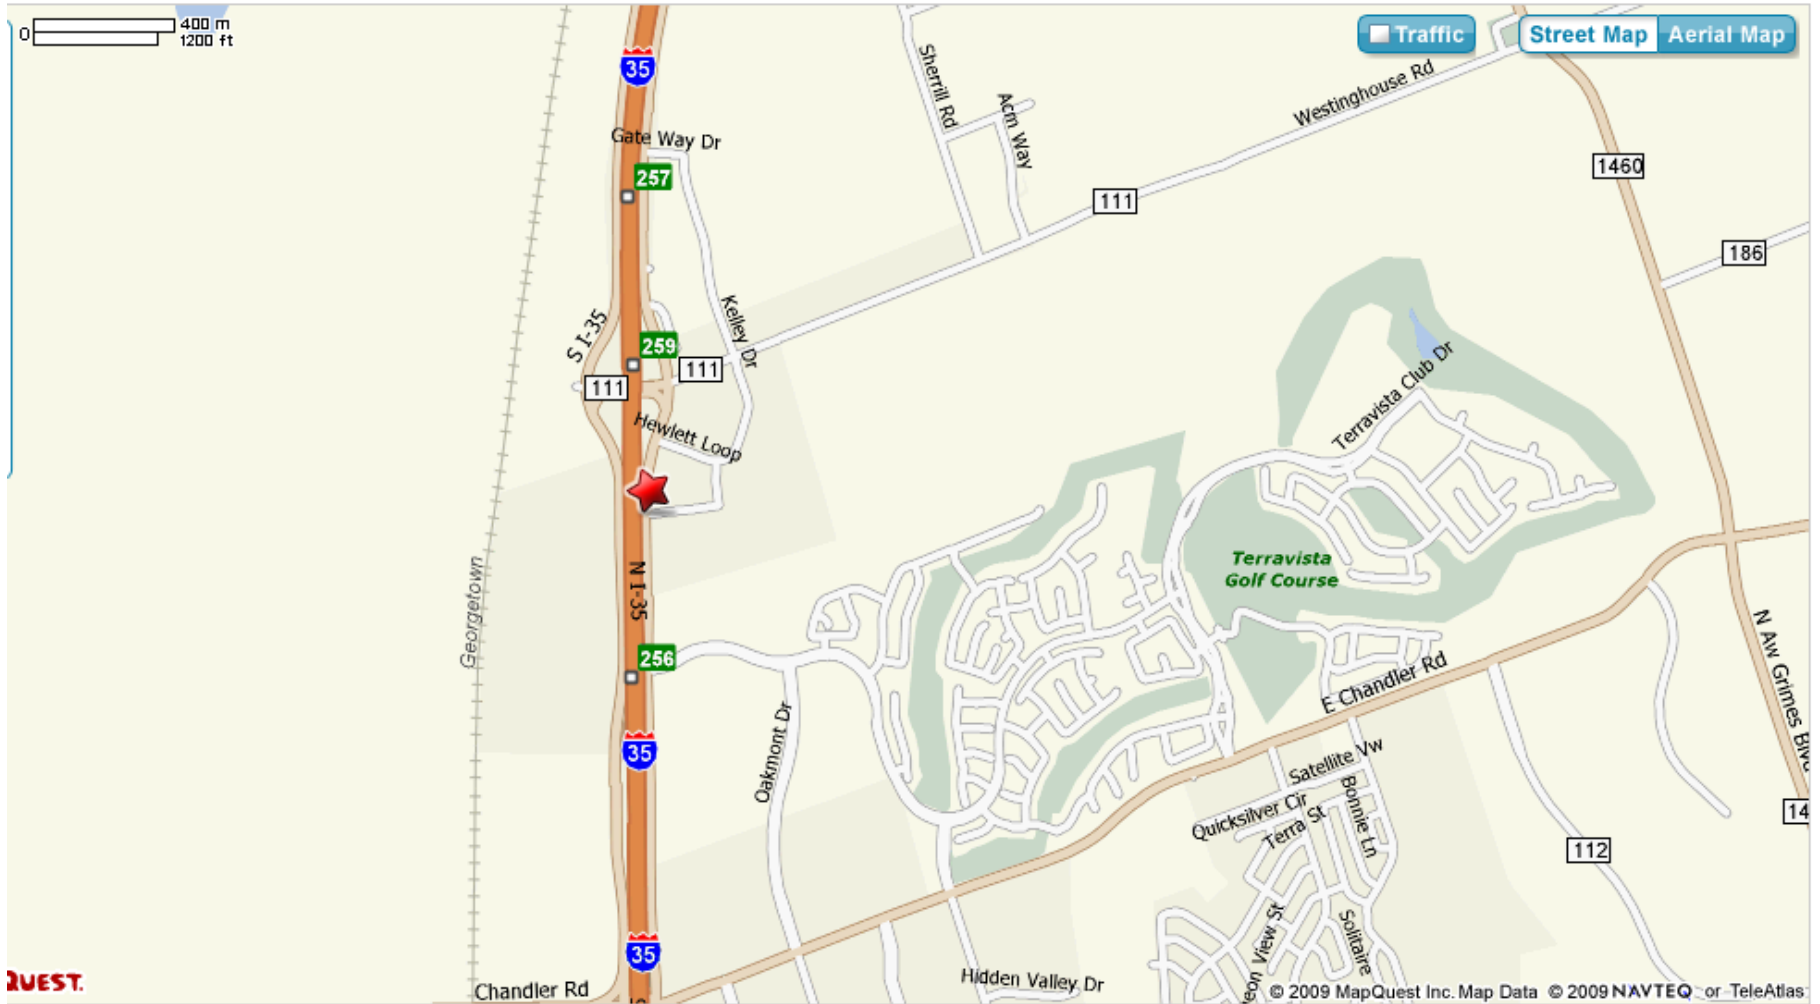 0
400 m
1200 ft
Traffic
Street Map
Aerial Map
35
Gate Way Dr
257
Sherrill Rd
Acm Way
Westinghouse Rd
111
1460
186
S I-35
Kelley Dr
259
111
111
Hewlett Loop
Terravista Club Dr
Terravista
Golf Course
Georgetown
N I-35
256
E Chandler Rd
N Aw Grimes Blvd
Oakmont Dr
35
Satellite Vw
Quicksilver Cir
Terra St
Bonnie Ln
14
112
35
Solitaire
eon View St
Hidden Valley Dr
Chandler Rd
S
QUEST.
© 2009 MapQuest Inc. Map Data © 2009 NAVTEQ or TeleAtlas